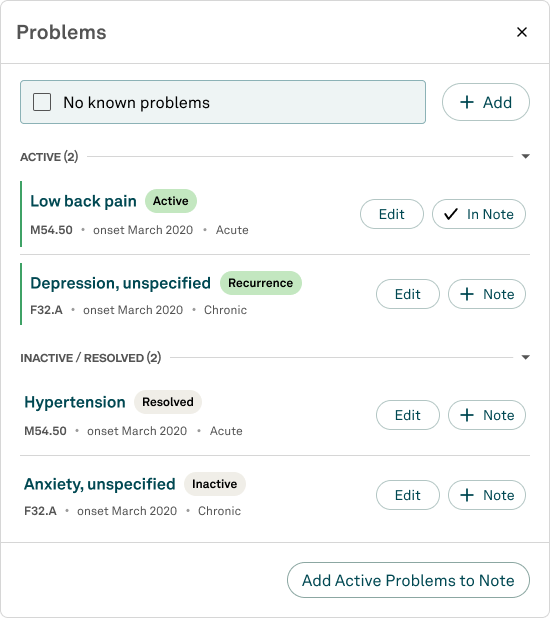 Problems
No known problems
Add
ACTIVE (2)
Low back pain Active
M54.50 • onset March 2020 • Acute
Edit In Note
Depression, unspecified Recurrence
F32.A • onset March 2020 • Chronic
Edit + Note
INACTIVE / RESOLVED (2)
Hypertension Resolved
M54.50 • onset March 2020 • Acute
Edit + Note
Anxiety, unspecified Inactive
F32.A • onset March 2020 • Chronic
Edit + Note
Add Active Problems to Note